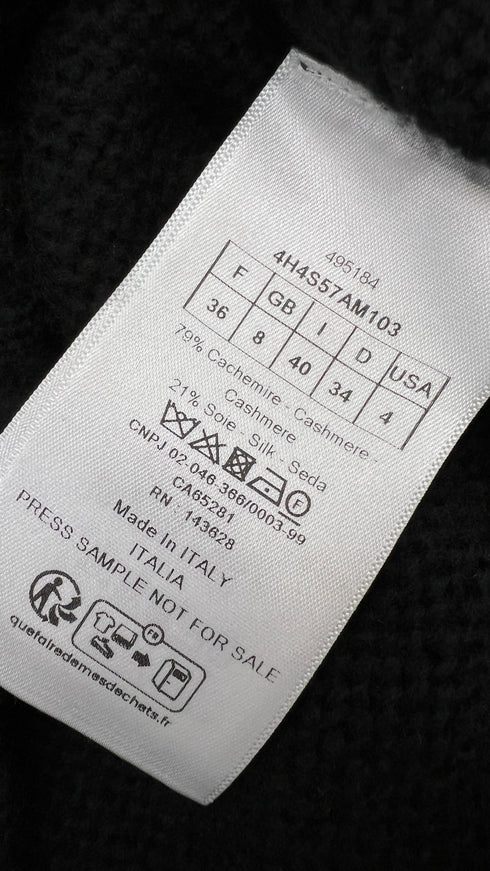 495184
4H4S57AM103
F GB I D USA
36 8 40 34 4
79% Cachemire - Cashmere -
Cashmere
21% Soie - Silk - Seda
F
CNPJ 02-046-366/0003-99
CA65281
RN : 143628
Made In ITALY
ITALIA
PRESS SAMPLE NOT FOR SALE
FR
quefairedemesdechets.fr